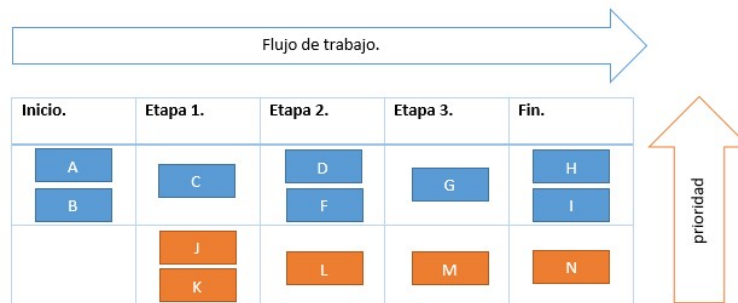 Flujo de trabajo.
Inicio. Etapa 1. Etapa 2. Etapa 3. Fin.
A C D G H
B F I
J L M N
K
prioridad